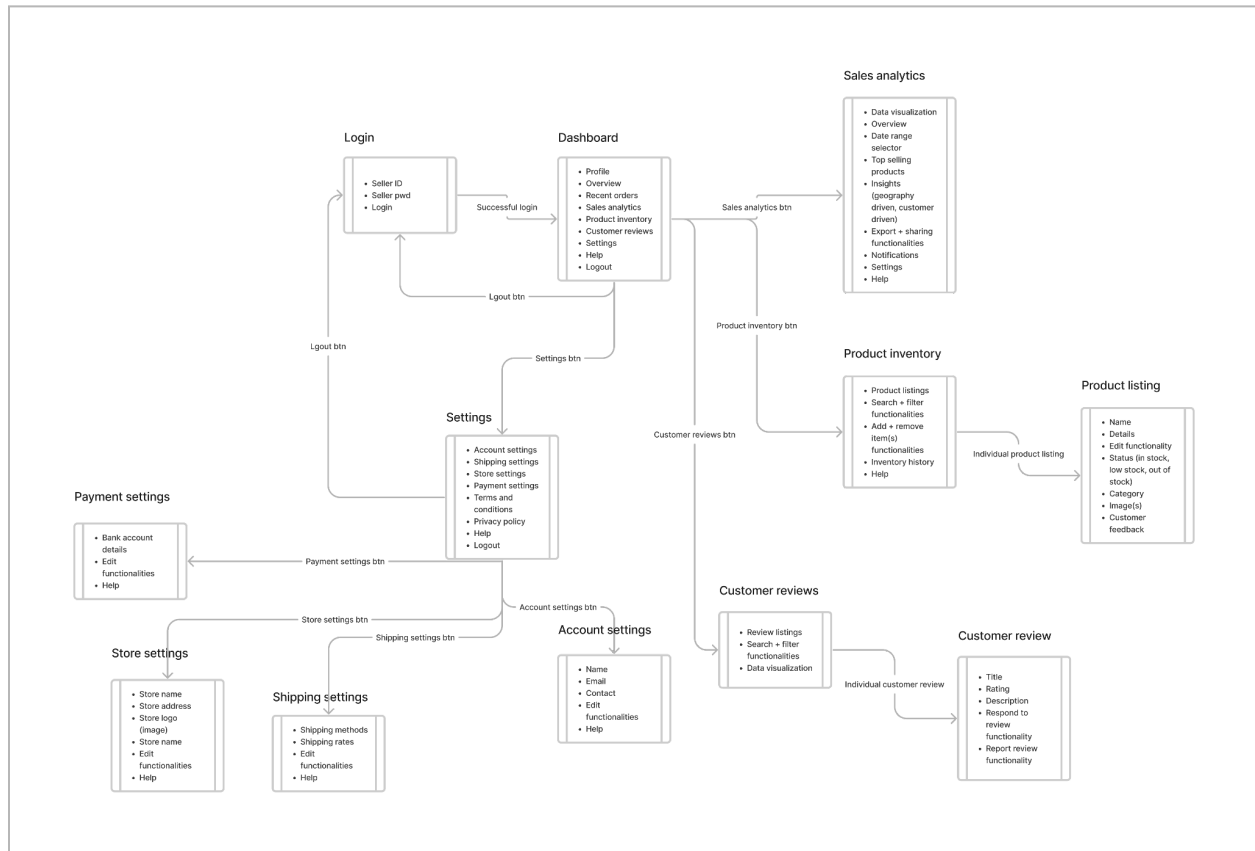 Sales analytics
Data visualization
Overview
Date range
selector
Top selling
products
Insights
(geography
driven, customer
driven)
Export + sharing
functionalities
Notifications
Settings
Help
Login
Seller ID
Seller pwd
Login
Successful login
Dashboard
Profile
Overview
Recent orders
Sales analytics
Product inventory
Customer reviews
Settings
Help
Logout
Sales analytics btn
Lgout btn
Lgout btn
Product inventory btn
Settings btn
Product inventory
Product listings
Search + filter
functionalities
Add + remove
item(s)
functionalities
Inventory history
Help
Individual product listing
Product listing
Name
Details
Edit functionality
Status (in stock,
low stock, out of
stock)
Category
Image(s)
Customer
feedback
Settings
Account settings
Shipping settings
Store settings
Payment settings
Terms and
conditions
Privacy policy
Help
Logout
Customer reviews btn
Payment settings
Bank account
details
Edit
functionalities
Help
Payment settings btn
Store settings btn
Account settings btn
Shipping settings btn
Store settings
Store name
Store address
Store logo
(image)
Store name
Edit
functionalities
Help
Shipping settings
Shipping methods
Shipping rates
Edit
functionalities
Help
Account settings
Name
Email
Contact
Edit
functionalities
Help
Customer reviews
Review listings
Search + filter
functionalities
Data visualization
Individual customer review
Customer review
Title
Rating
Description
Respond to
review
functionality
Report review
functionality